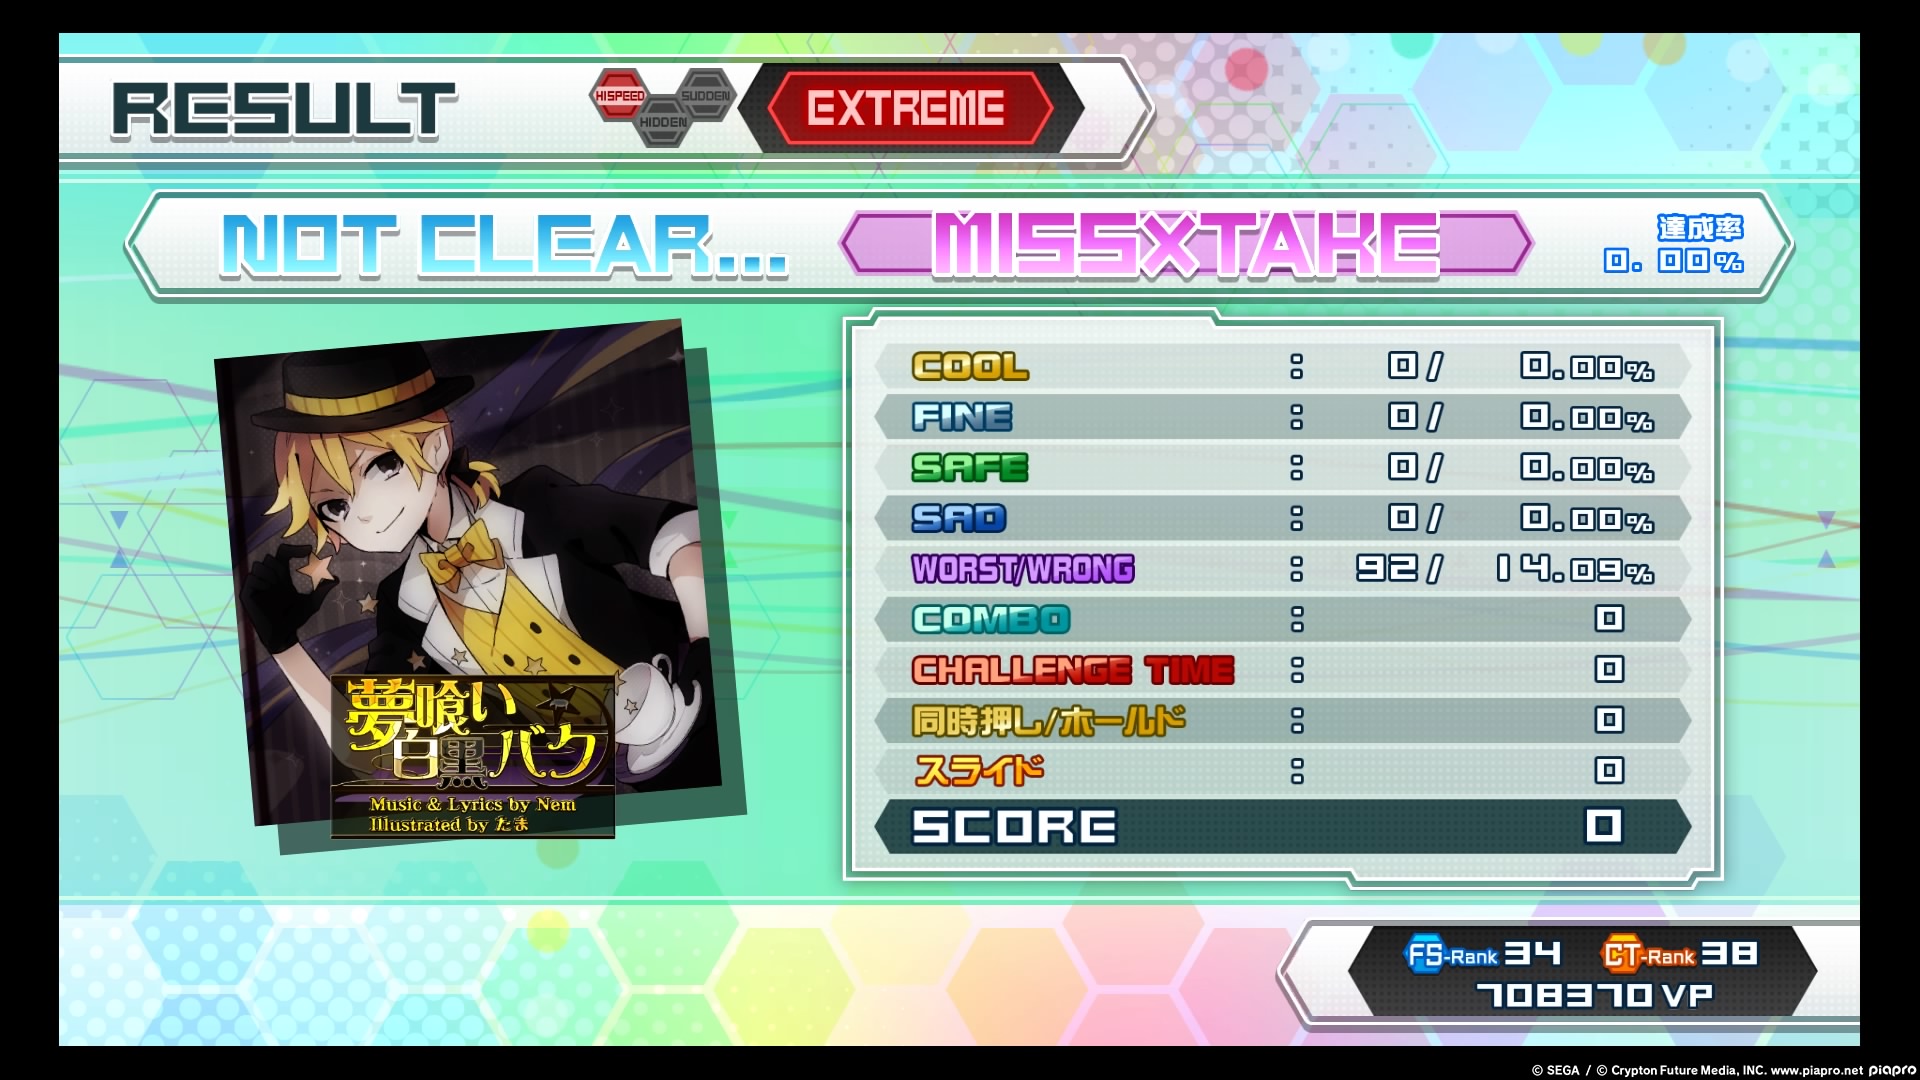 RESULT
HISPEED
HIDDEN
SUDDEN
EXTREME
NOT CLEAR...
MISS×TAKE
達成率
0.00%
COOL : 0/ 0.00%
FINE : 0/ 0.00%
SAFE : 0/ 0.00%
SAD : 0/ 0.00%
WORST/WRONG : 92/ 14.09%
COMBO : 0
CHALLENGE TIME : 0
同時押し/ホールド : 0
スライド : 0
SCORE 0
夢喰い
白黒バク
Music & Lyrics by Nem
Illustrated by たま
FS-Rank 34 CT-Rank 38
708370 VP
© SEGA / © Crypton Future Media, INC. www.piapro.net piapro